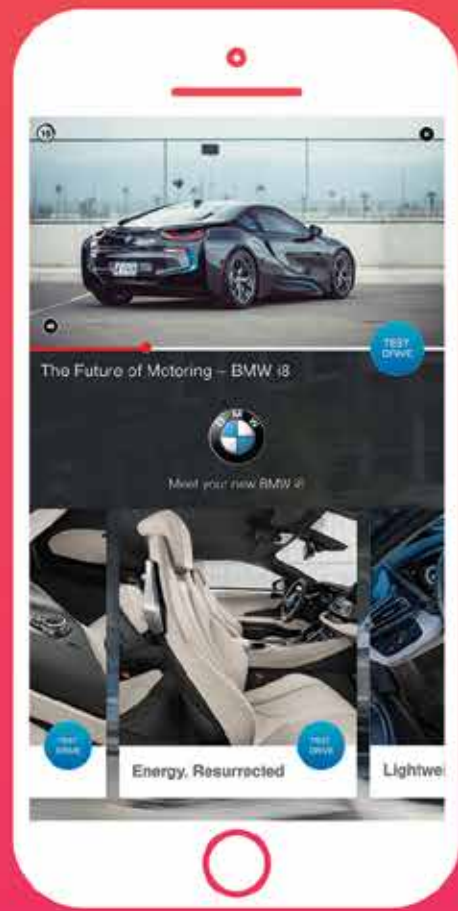 15
TEST
DRIVE
The Future of Motoring – BMW i8
BMW
Meet your new BMW i8
TEST
DRIVE
TEST
DRIVE
Energy. Resurrected
Lightwei